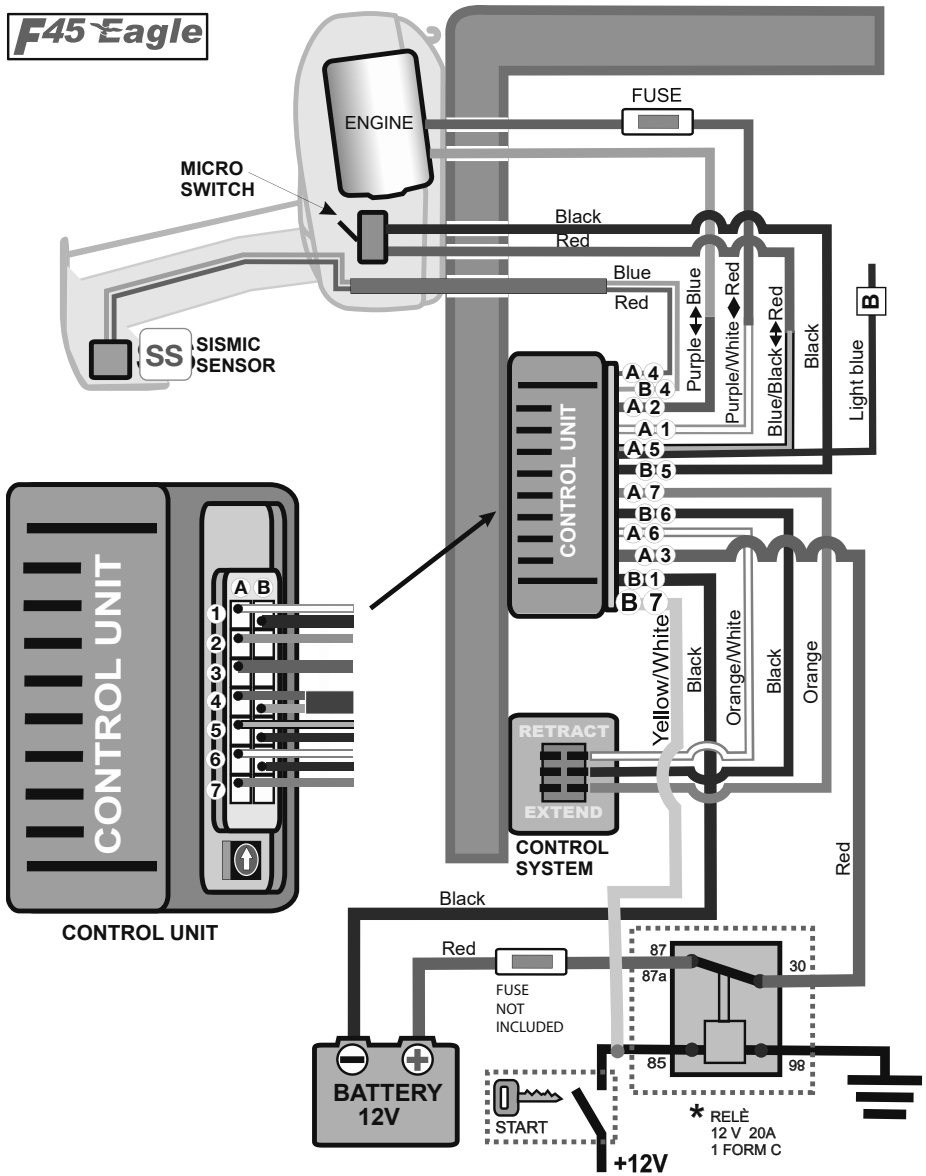 F45 Eagle
ENGINE
FUSE
MICRO
SWITCH
Black
Red
Blue
Red
SS
SISMIC
SENSOR
Purple
Blue
Purple/White
Red
Blue/Black
Red
Black
Light blue
B
CONTROL UNIT
A 4
B 4
A 2
A 1
A 5
B 5
A 7
B 6
A 6
A 3
B 1
B 7
Yellow/White
Black
Orange/White
Black
Orange
Red
CONTROL UNIT
A B
1
2
3
4
5
6
7
CONTROL UNIT
RETRACT
EXTEND
CONTROL
SYSTEM
Black
Red
FUSE
NOT
INCLUDED
87
87a
30
85
86
BATTERY
12V
START
+12V
* RELÈ
12 V 20A
1 FORM C